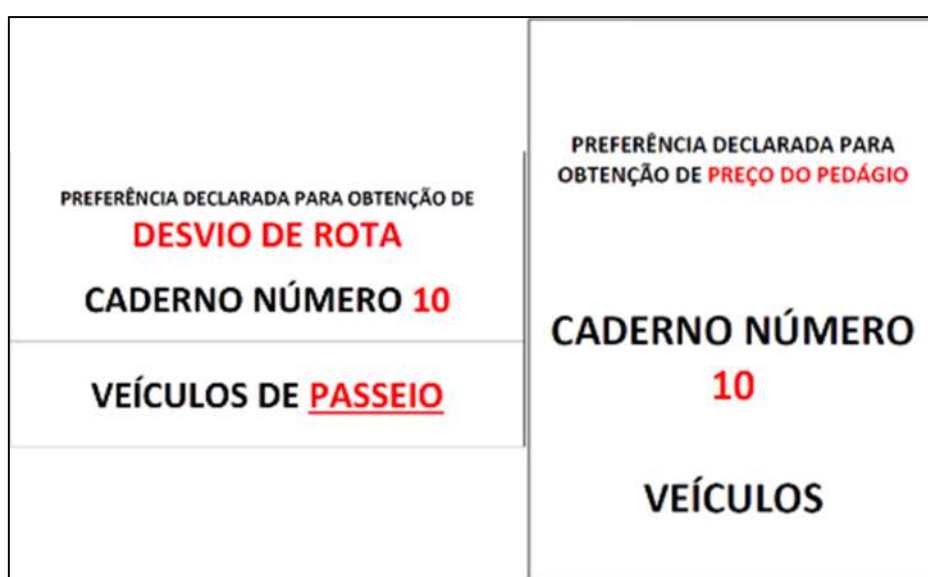 PREFERÊNCIA DECLARADA PARA OBTENÇÃO DE
DESVIO DE ROTA
CADERNO NÚMERO 10
VEÍCULOS DE PASSEIO
PREFERÊNCIA DECLARADA PARA
OBTENÇÃO DE PREÇO DO PEDÁGIO
CADERNO NÚMERO
10
VEÍCULOS